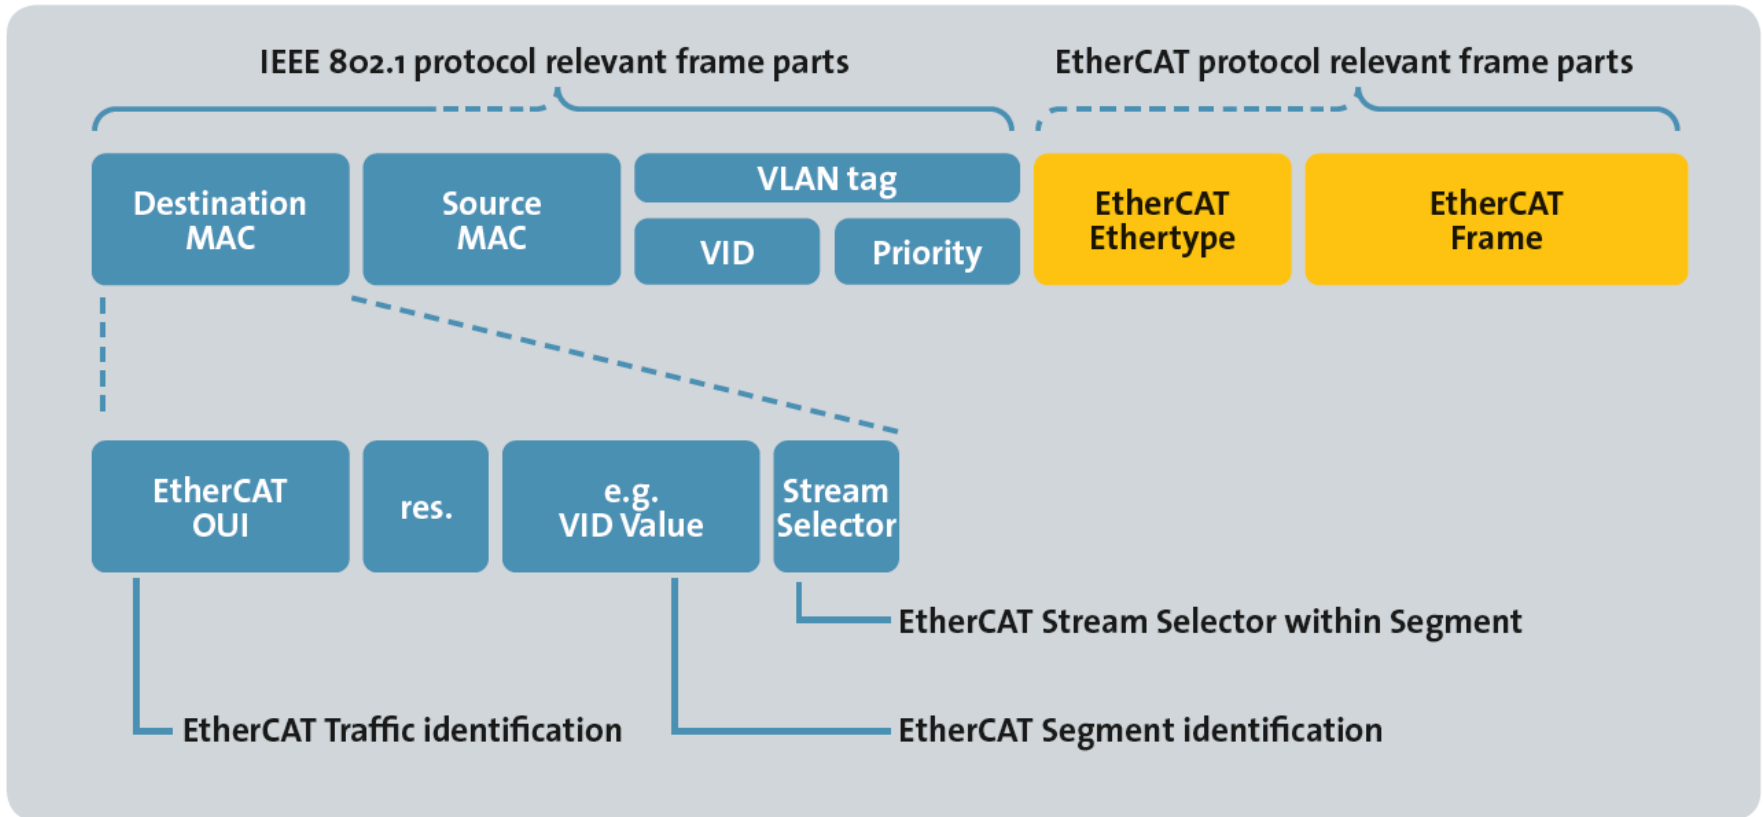 IEEE 802.1 protocol relevant frame parts
EtherCAT protocol relevant frame parts
Destination
MAC
Source
MAC
VLAN tag
VID
Priority
EtherCAT
Ethertype
EtherCAT
Frame
EtherCAT
OUI
res.
e.g.
VID Value
Stream
Selector
EtherCAT Stream Selector within Segment
EtherCAT Traffic identification
EtherCAT Segment identification